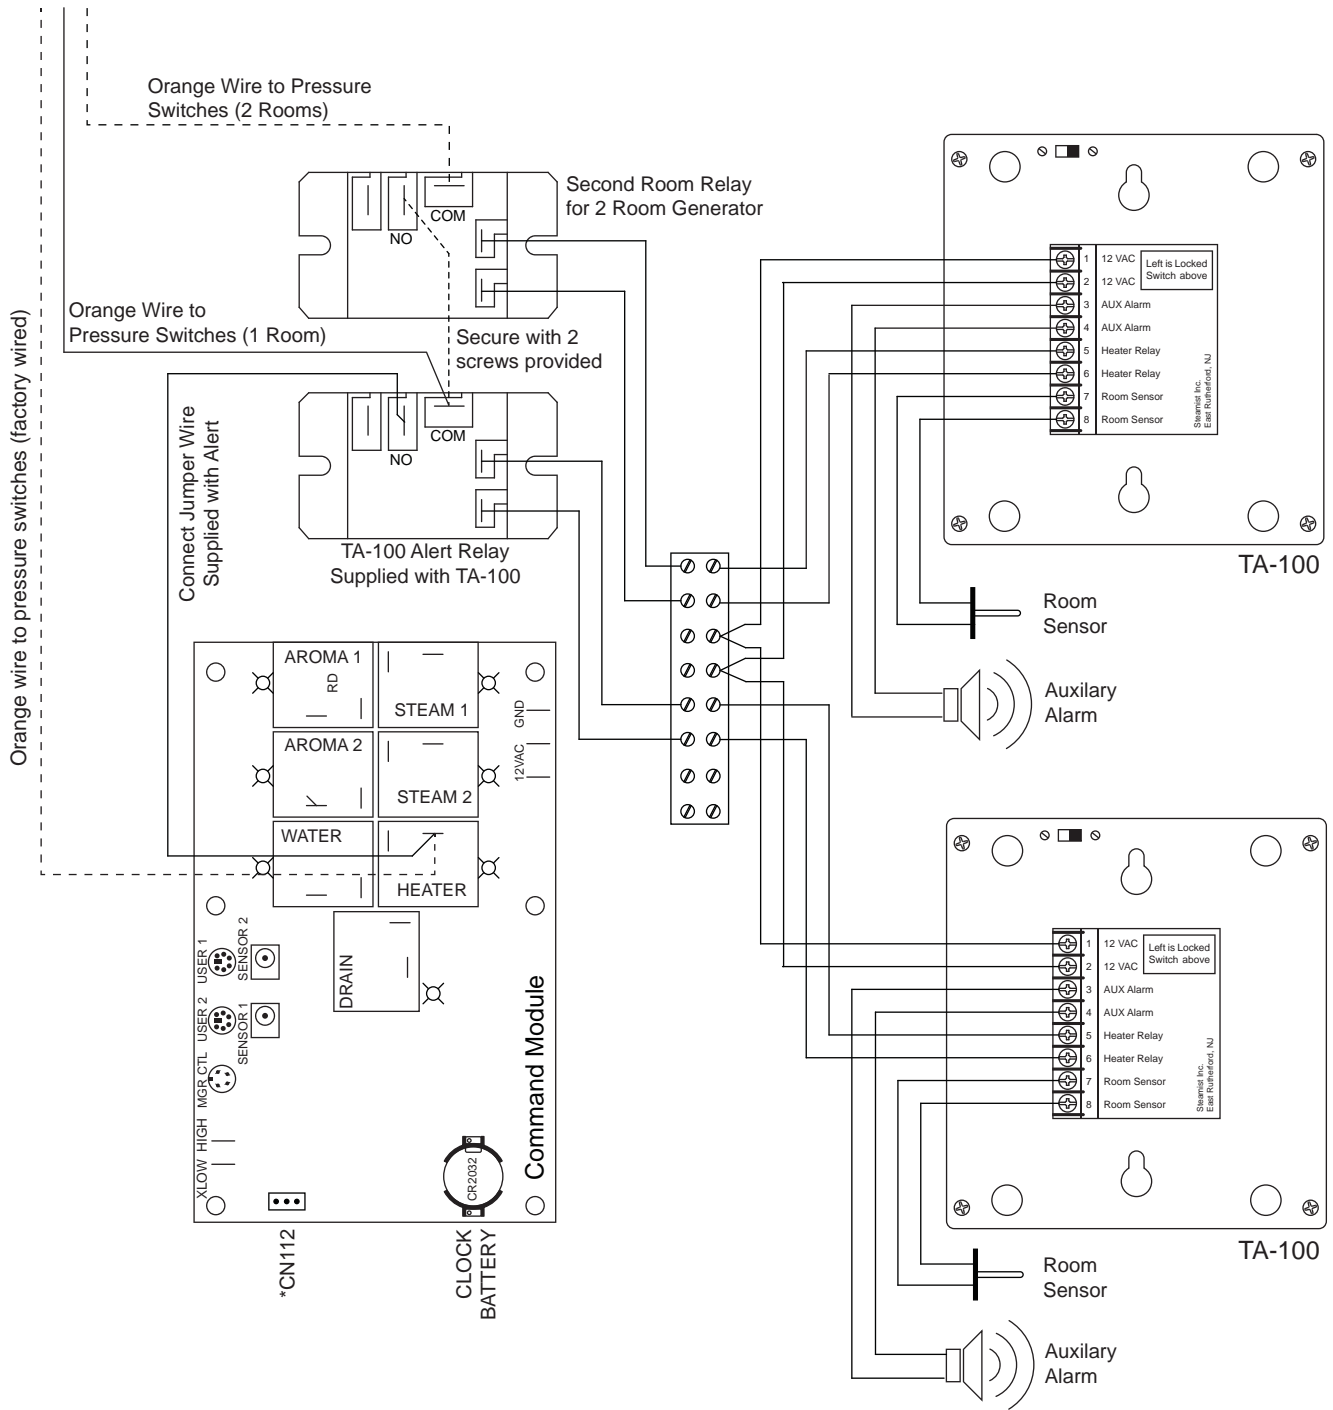 Orange Wire to Pressure
Switches (2 Rooms)
Second Room Relay
for 2 Room Generator
COM
NO
Orange Wire to
Pressure Switches (1 Room)
Secure with 2
screws provided
Orange wire to pressure switches (factory wired)
Connect Jumper Wire
Supplied with Alert
COM
NO
TA-100 Alert Relay
Supplied with TA-100
1 12 VAC
2 12 VAC
3 AUX Alarm
4 AUX Alarm
5 Heater Relay
6 Heater Relay
7 Room Sensor
8 Room Sensor
Left is Locked
Switch above
Steamist Inc.
East Rutherford, NJ
TA-100
Room
Sensor
Auxilary
Alarm
AROMA 1
RD
STEAM 1
GND
AROMA 2
STEAM 2
12VAC
WATER
HEATER
DRAIN
USER 1
SENSOR 2
USER 2
SENSOR 1
MGR CTL
HIGH
XLOW
*CN112
CR2032
CLOCK
BATTERY
Command Module
1 12 VAC
2 12 VAC
3 AUX Alarm
4 AUX Alarm
5 Heater Relay
6 Heater Relay
7 Room Sensor
8 Room Sensor
Left is Locked
Switch above
Steamist Inc.
East Rutherford, NJ
TA-100
Room
Sensor
Auxilary
Alarm